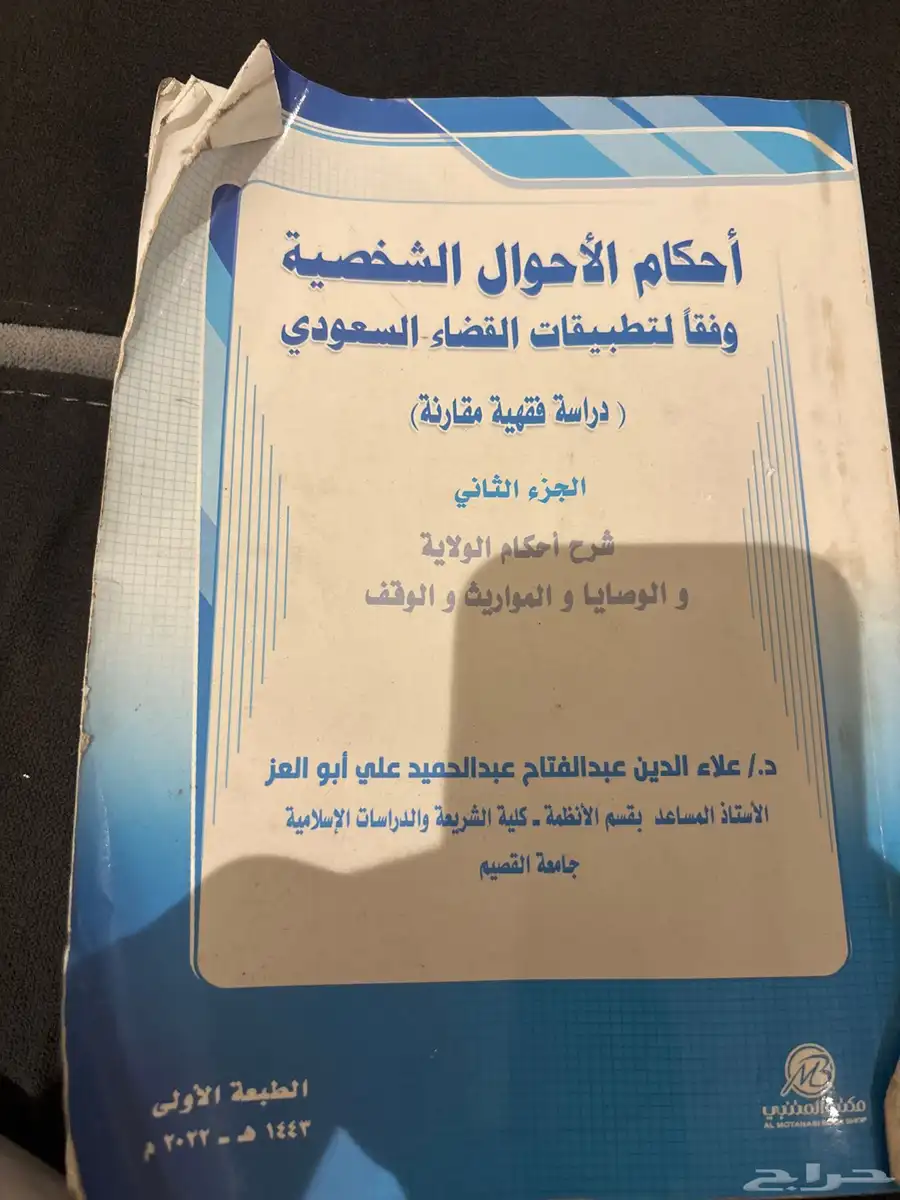 أحكام الأحوال الشخصية
وفقاً لتطبيقات القضاء السعودي
( دراسة فقهية مقارنة)
الجزء الثاني
شرح أحكام الولاية
و الوصايا و المواريث و الوقف
د./ علاء الدين عبدالفتاح عبدالحميد علي أبو العز
الأستاذ المساعد بقسم الأنظمة ـ كلية الشريعة والدراسات الإسلامية
جامعة القصيم
الطبعة الأولى
١٤٤٣ هـ ـ ٢٠٢٢ م
مكتبة المتنبي
AL MOTANABI BOOK SHOP
حراج